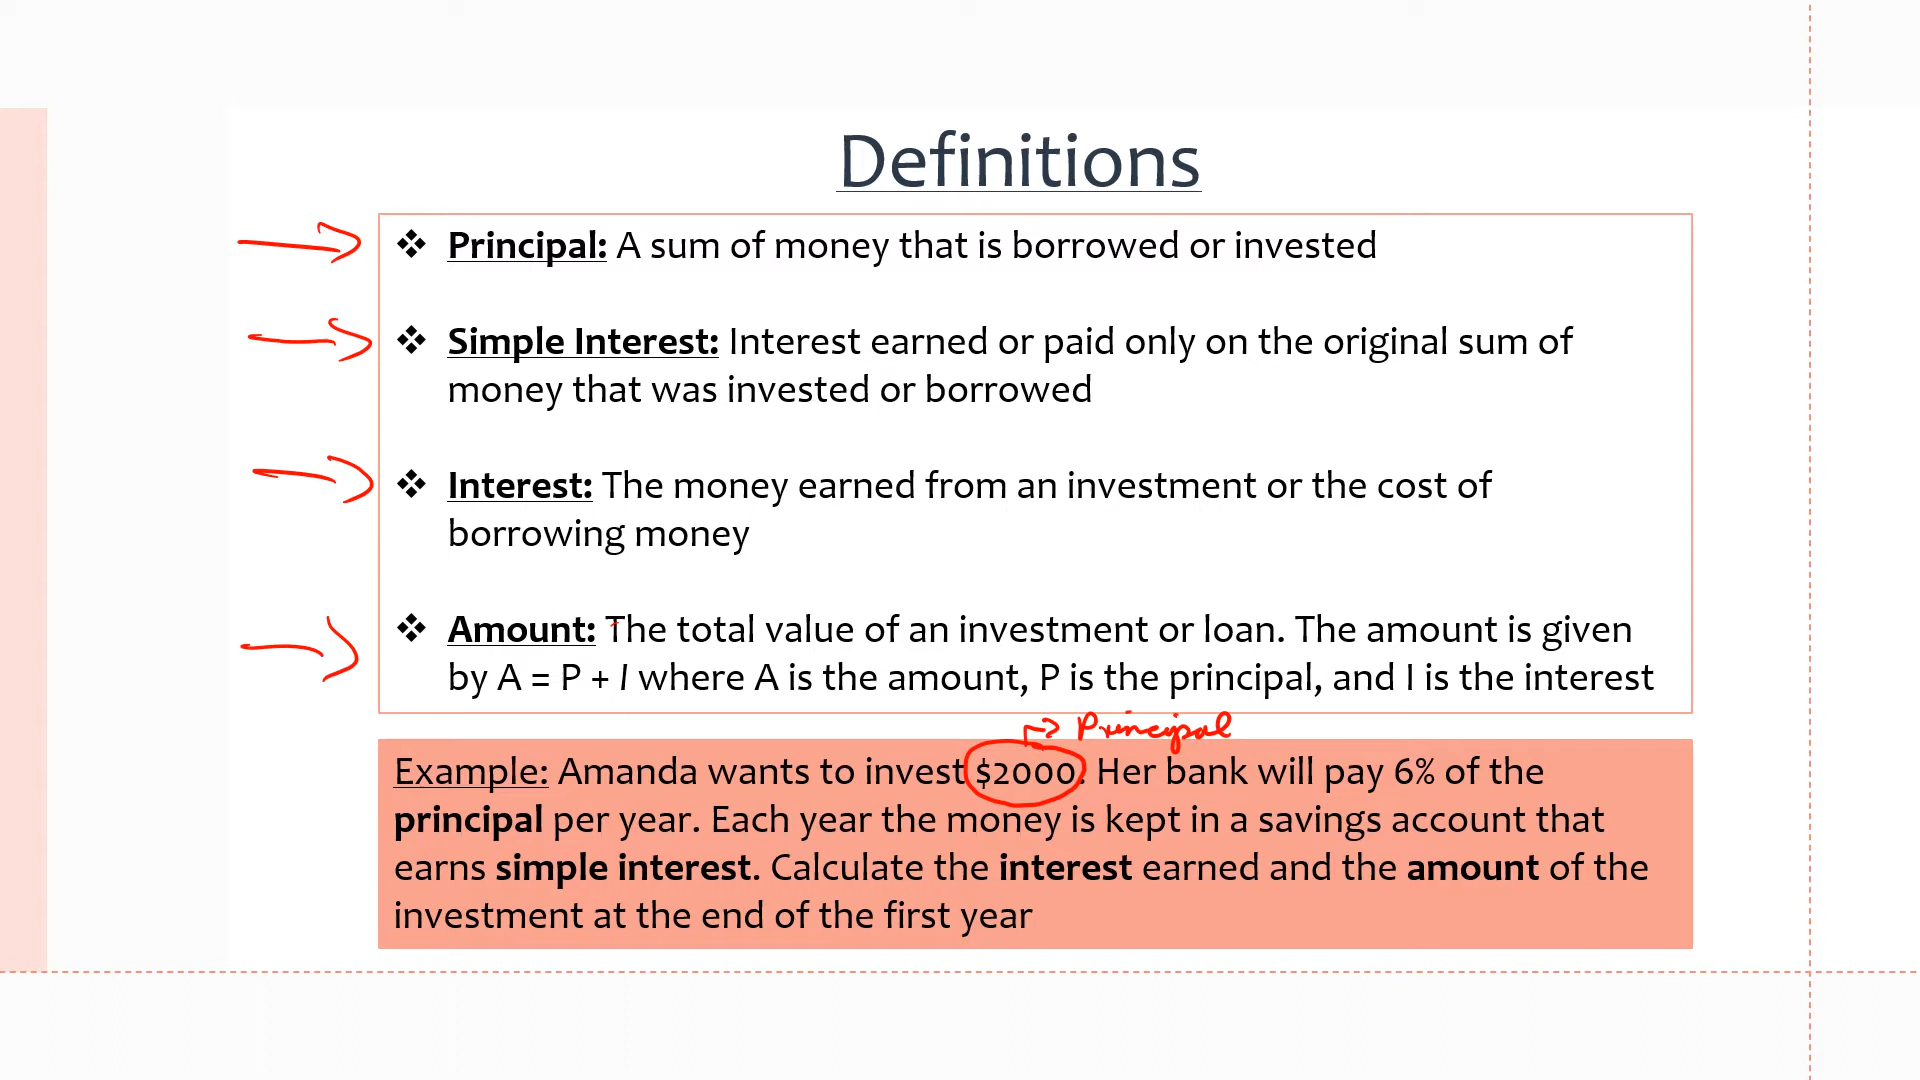 Definitions
❖ Principal: A sum of money that is borrowed or invested
❖ Simple Interest: Interest earned or paid only on the original sum of
money that was invested or borrowed
❖ Interest: The money earned from an investment or the cost of
borrowing money
❖ Amount: The total value of an investment or loan. The amount is given
by A = P + I where A is the amount, P is the principal, and I is the interest
Principal
Example: Amanda wants to invest $2000. Her bank will pay 6% of the
principal per year. Each year the money is kept in a savings account that
earns simple interest. Calculate the interest earned and the amount of the
investment at the end of the first year